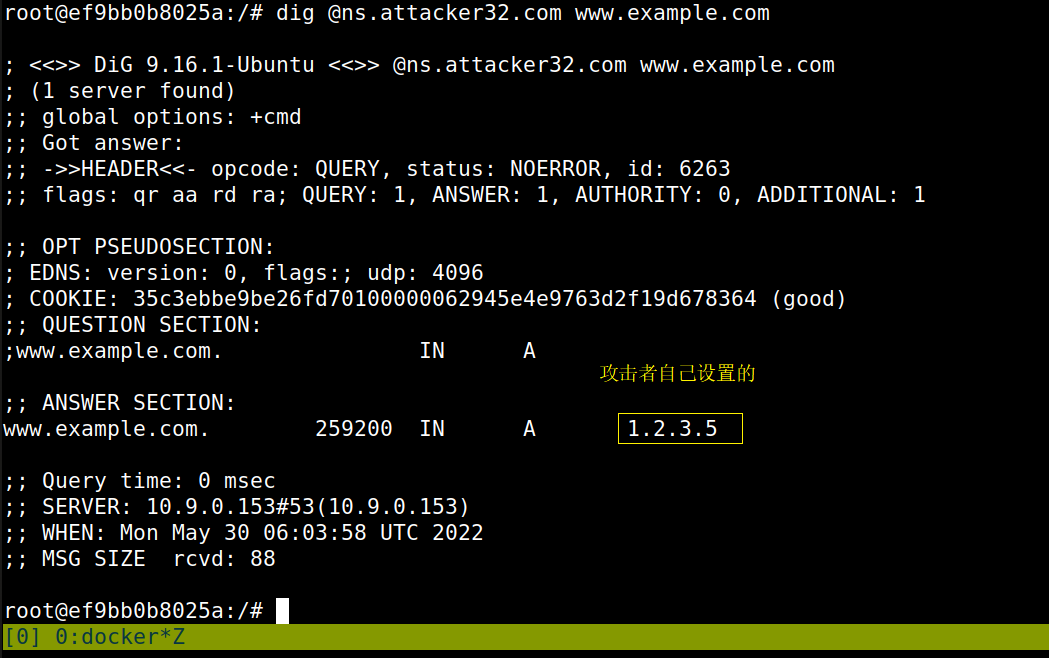 root@ef9bb0b8025a:/# dig @ns.attacker32.com www.example.com
; <<>> DiG 9.16.1-Ubuntu <<>> @ns.attacker32.com www.example.com
; (1 server found)
;; global options: +cmd
;; Got answer:
;; ->>HEADER<<- opcode: QUERY, status: NOERROR, id: 6263
;; flags: qr aa rd ra; QUERY: 1, ANSWER: 1, AUTHORITY: 0, ADDITIONAL: 1
;; OPT PSEUDOSECTION:
; EDNS: version: 0, flags:; udp: 4096
; COOKIE: 35c3ebbe9be26fd70100000062945e4e9763d2f19d678364 (good)
;; QUESTION SECTION:
;www.example.com. IN A
攻击者自己设置的
;; ANSWER SECTION:
www.example.com. 259200 IN A 1.2.3.5
;; Query time: 0 msec
;; SERVER: 10.9.0.153#53(10.9.0.153)
;; WHEN: Mon May 30 06:03:58 UTC 2022
;; MSG SIZE rcvd: 88
root@ef9bb0b8025a:/#
[0] 0:docker*Z